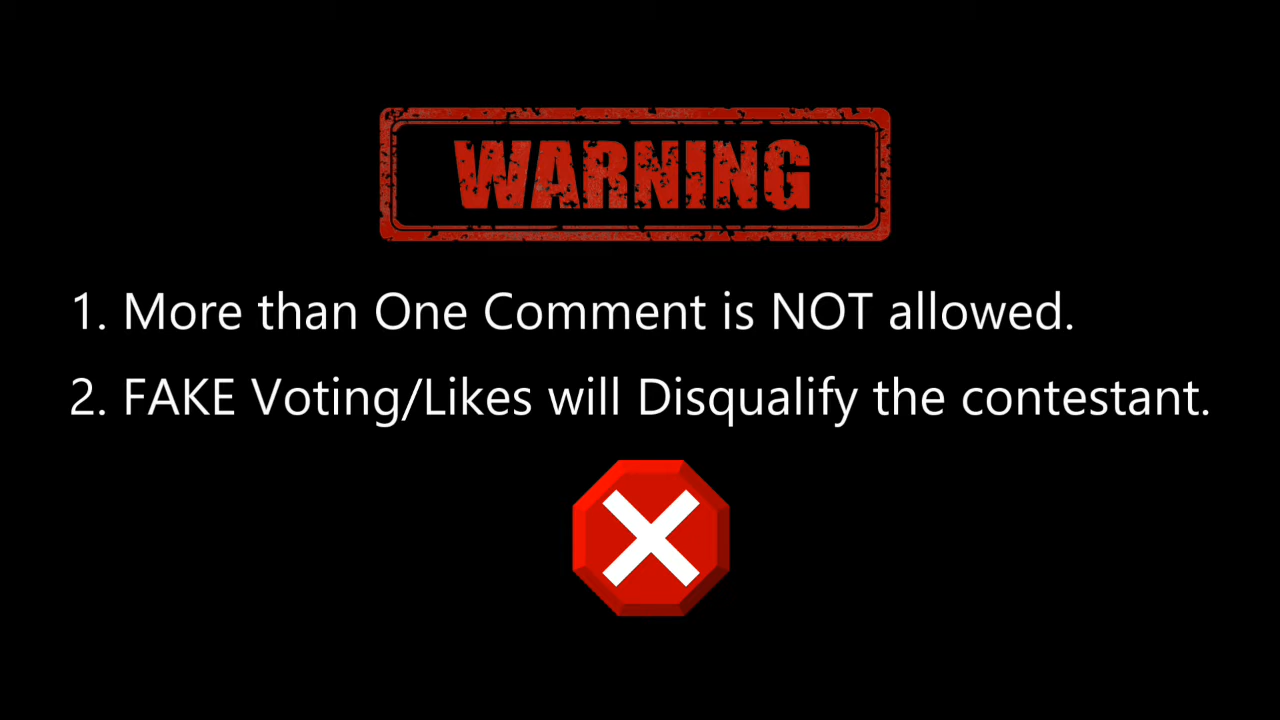 WARNING
1. More than One Comment is NOT allowed.
2. FAKE Voting/Likes will Disqualify the contestant.